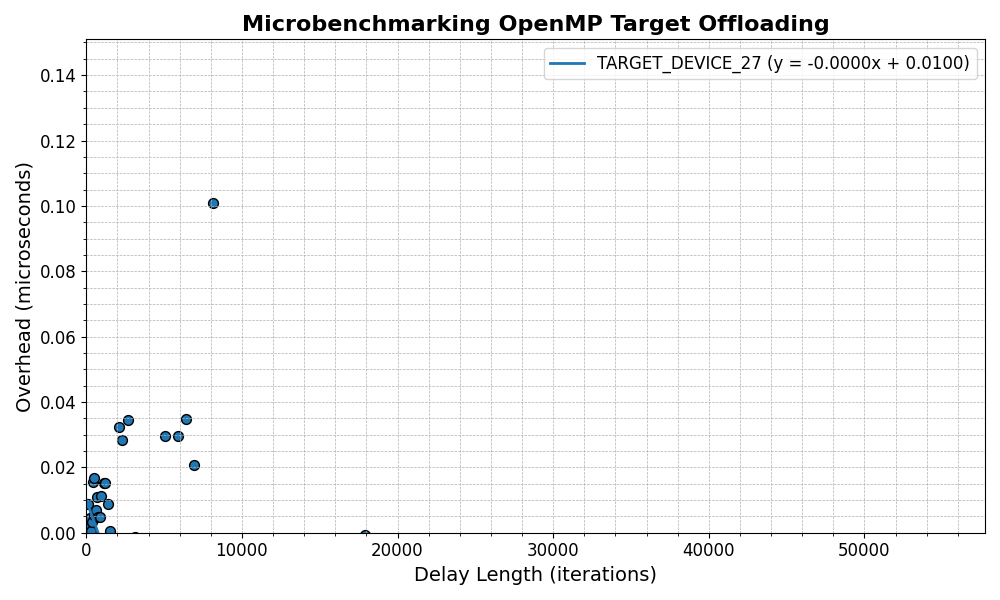 Microbenchmarking OpenMP Target Offloading
TARGET_DEVICE_27 (y = -0.0000x + 0.0100)
Overhead (microseconds)
0.14
0.12
0.10
0.08
0.06
0.04
0.02
0.00
0 10000 20000 30000 40000 50000
Delay Length (iterations)